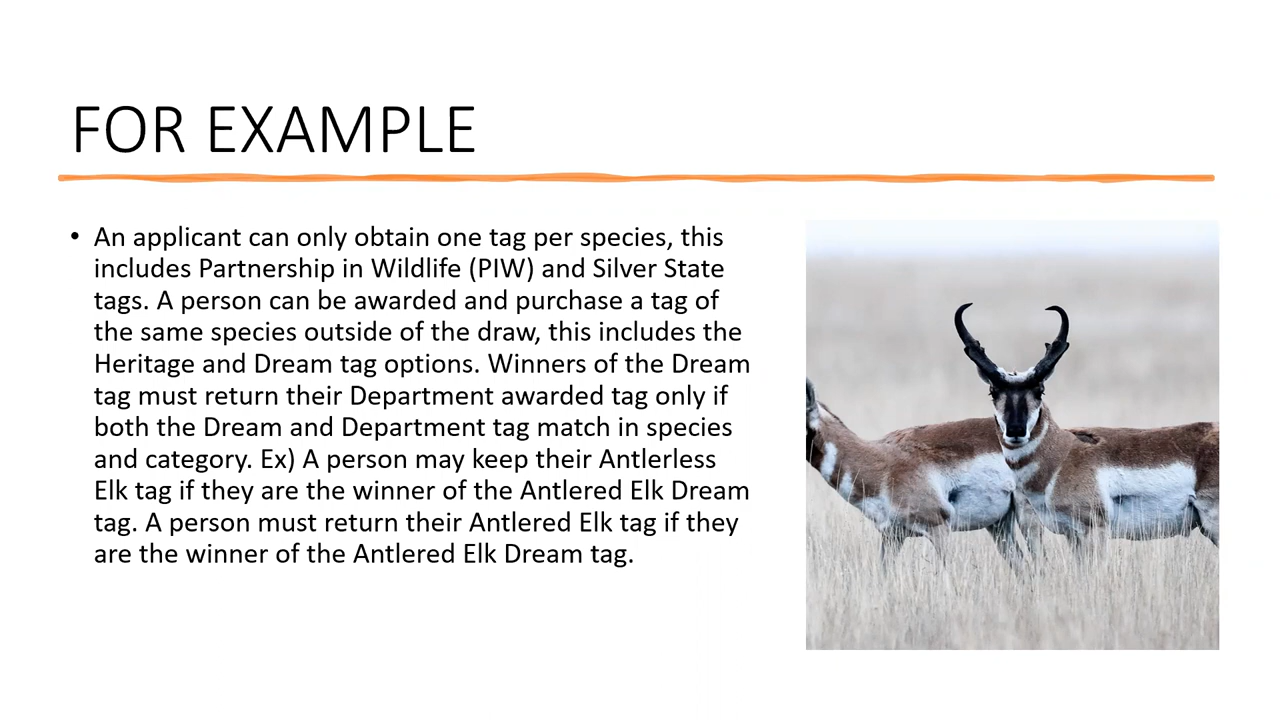 FOR EXAMPLE
• An applicant can only obtain one tag per species, this
includes Partnership in Wildlife (PIW) and Silver State
tags. A person can be awarded and purchase a tag of
the same species outside of the draw, this includes the
Heritage and Dream tag options. Winners of the Dream
tag must return their Department awarded tag only if
both the Dream and Department tag match in species
and category. Ex) A person may keep their Antlerless
Elk tag if they are the winner of the Antlered Elk Dream
tag. A person must return their Antlered Elk tag if they
are the winner of the Antlered Elk Dream tag.